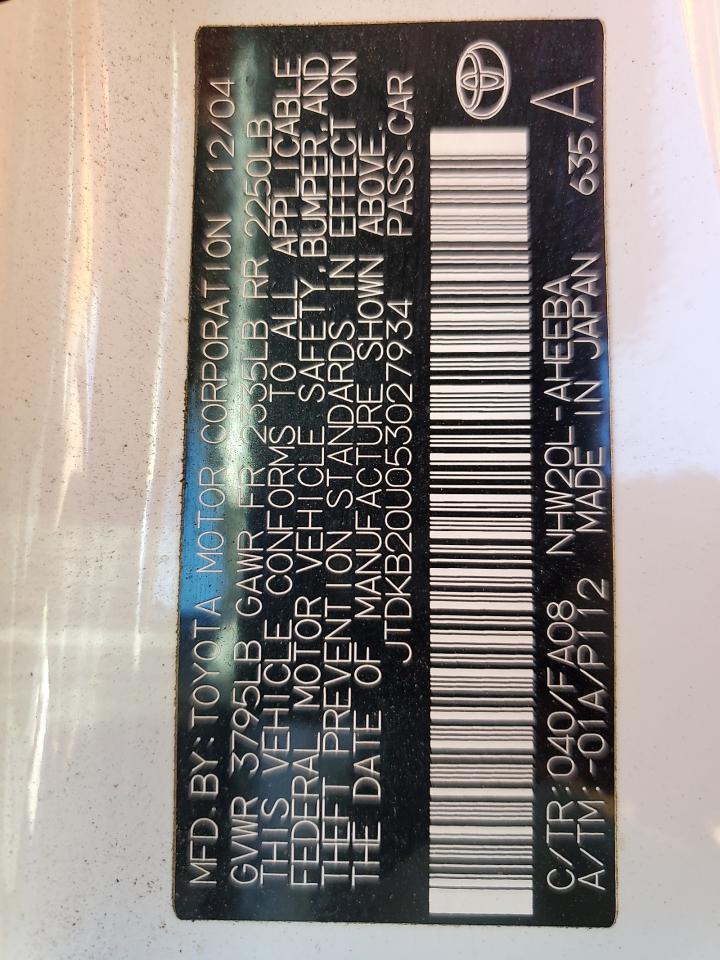 MFD. BY: TOYOTA MOTOR CORPORATION 12/04
GVWR 3795LB GAWR FR 2335LB RR 2250LB
THIS VEHICLE CONFORMS TO ALL APPLICABLE
FEDERAL MOTOR VEHICLE SAFETY, BUMPER, AND
THEFT PREVENTION STANDARDS IN EFFECT ON
THE DATE OF MANUFACTURE SHOWN ABOVE.
JTDKB20U053027934 PASS. CAR
C/TR: 040/FA08 NHW20L-AHEEBA 635 A
A/TM: -01A/P112 MADE IN JAPAN